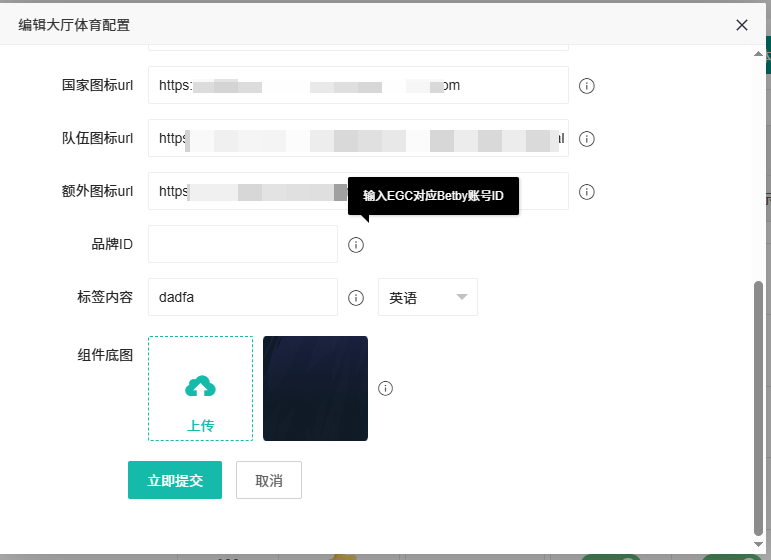 编辑大厅体育配置
国家图标url
https:
om
队伍图标url
https
al
额外图标url
https
输入EGC对应Betby账号ID
品牌ID
标签内容
dadfa
英语
组件底图
上传
立即提交
取消